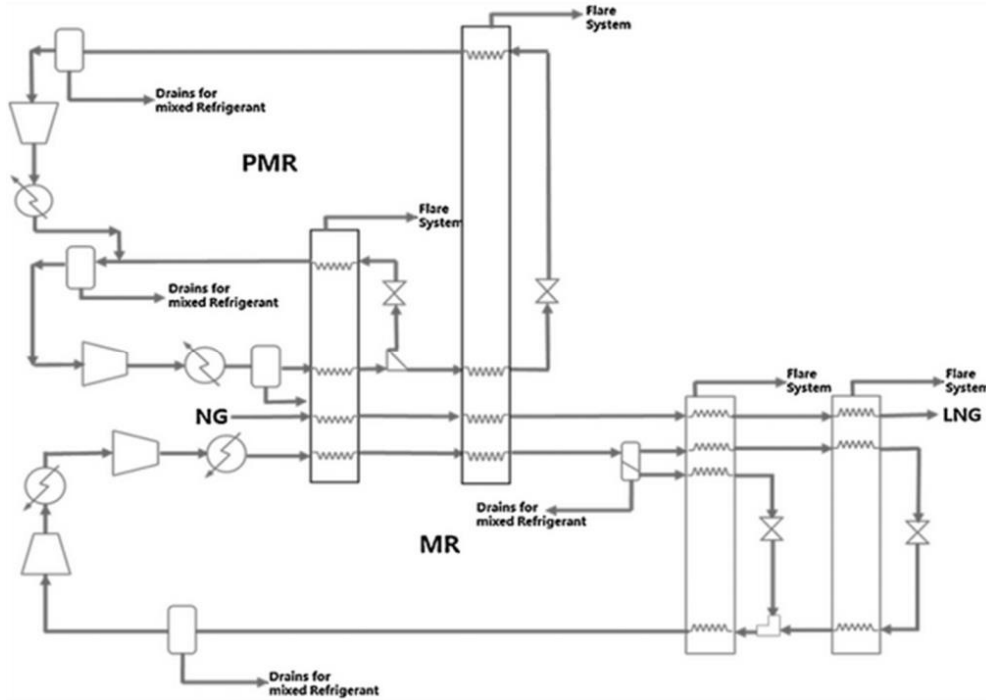 Flare
System
Drains for
mixed Refrigerant
PMR
Flare
System
Drains for
mixed Refrigerant
NG
Flare
System
Flare
System
LNG
Drains for
mixed Refrigerant
MR
Drains for
mixed Refrigerant